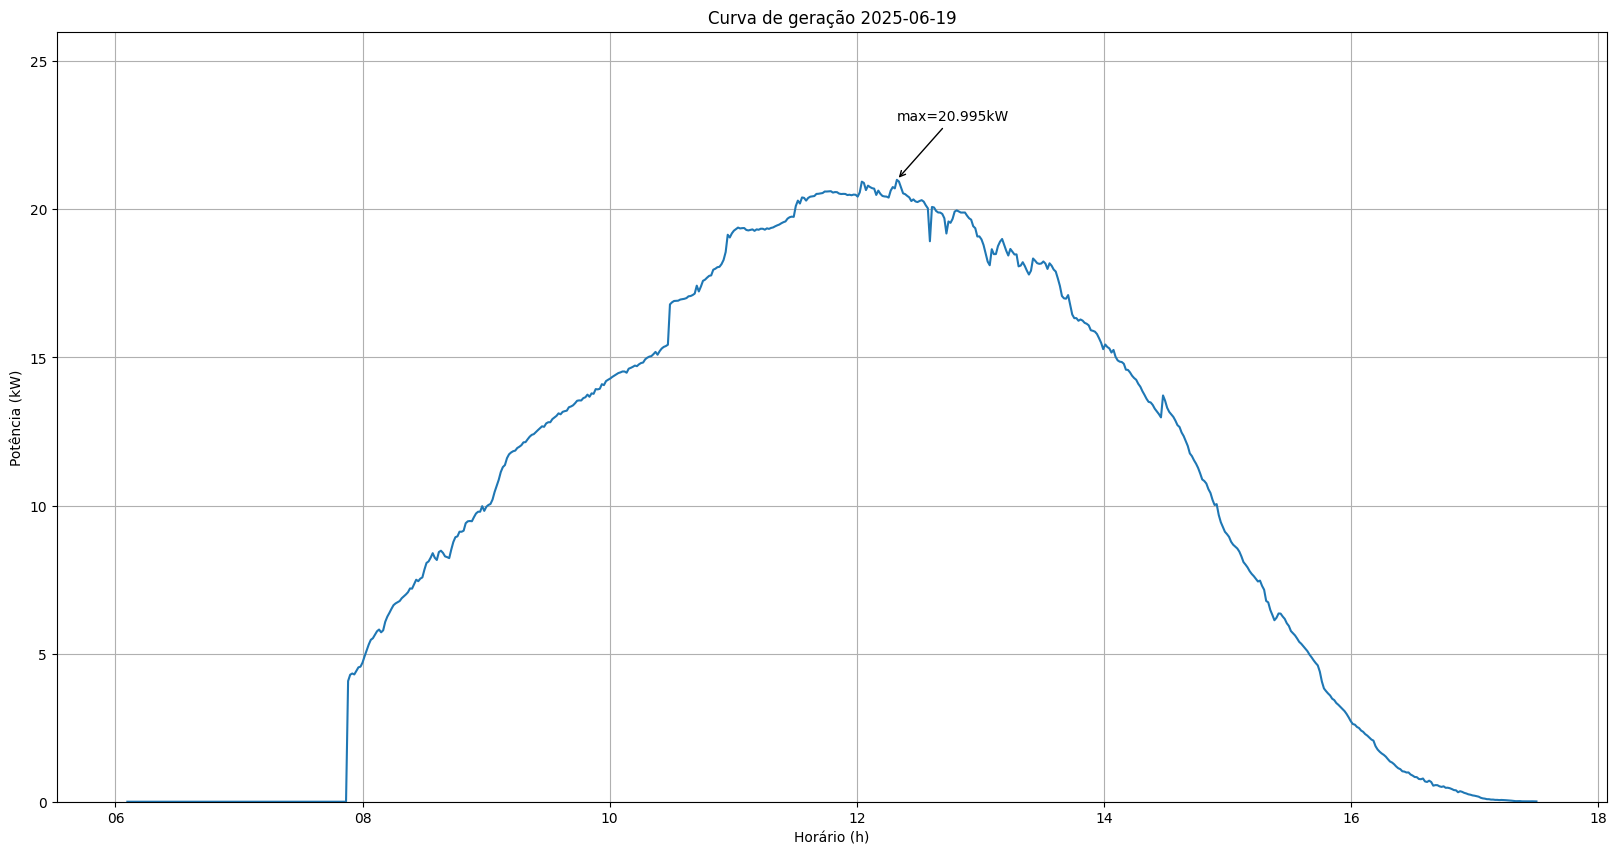 Curva de geração 2025-06-19
25
max=20.995kW
20
15
Potência (kW)
10
5
0
06 08 10 12 14 16 18
Horário (h)